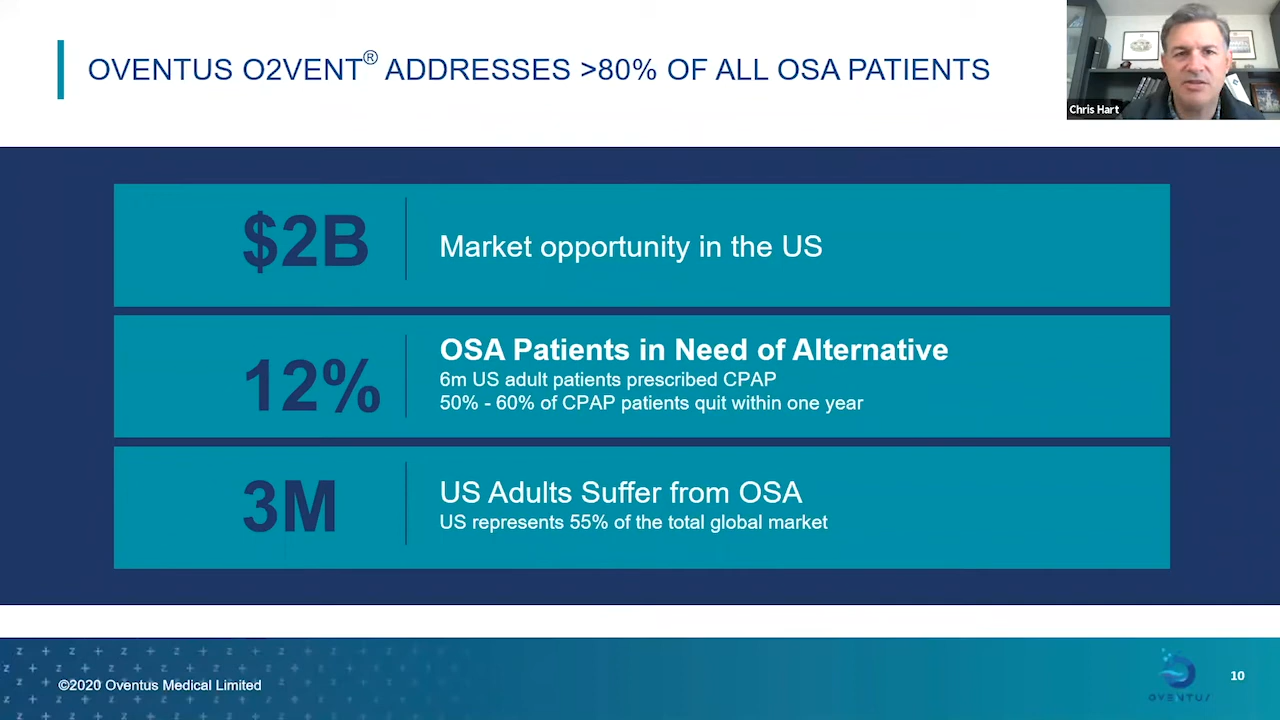 OVENTUS O2VENT® ADDRESSES >80% OF ALL OSA PATIENTS
Chris Hart
$2B
Market opportunity in the US
12%
OSA Patients in Need of Alternative
6m US adult patients prescribed CPAP
50% - 60% of CPAP patients quit within one year
3M
US Adults Suffer from OSA
US represents 55% of the total global market
©2020 Oventus Medical Limited
OVENTUS
10